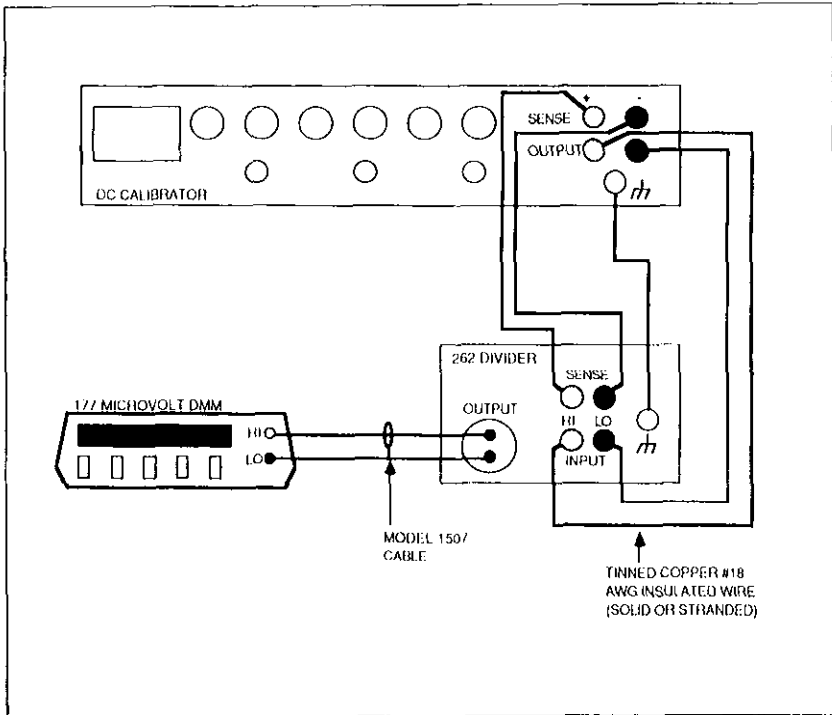 + -
SENSE
OUTPUT
DC CALIBRATOR
262 DIVIDER
SENSE
177 MICROVOLT DMM
OUTPUT
HI
HI LO
LO
INPUT
MODEL 1507
CABLE
TINNED COPPER #18
AWG INSULATED WIRE
(SOLID OR STRANDED)